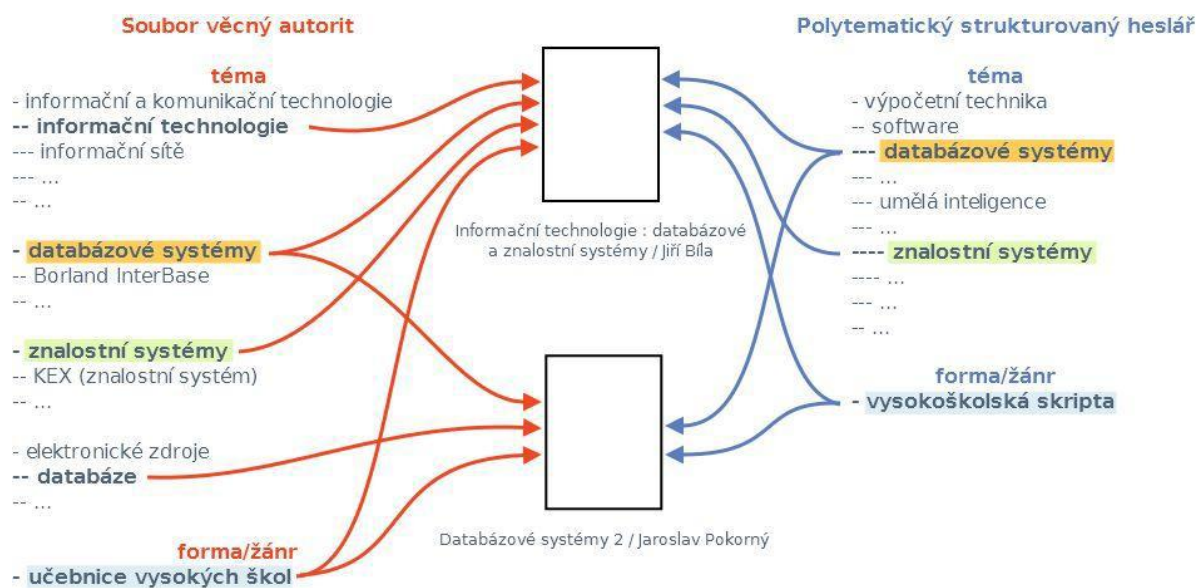 Soubor věcný autorit
téma
- informační a komunikační technologie
-- informační technologie
--- informační sítě
--- ...
-- ...
- databázové systémy
-- Borland InterBase
-- ...
- znalostní systémy
-- KEX (znalostní systém)
-- ...
- elektronické zdroje
-- databáze
-- ...
forma/žánr
- učebnice vysokých škol
Informační technologie : databázové
a znalostní systémy / Jiří Bíla
Databázové systémy 2 / Jaroslav Pokorný
Polytematický strukturovaný heslář
téma
- výpočetní technika
-- software
--- databázové systémy
--- ...
--- umělá inteligence
--- ...
---- znalostní systémy
---- ...
--- ...
-- ...
forma/žánr
- vysokoškolská skripta